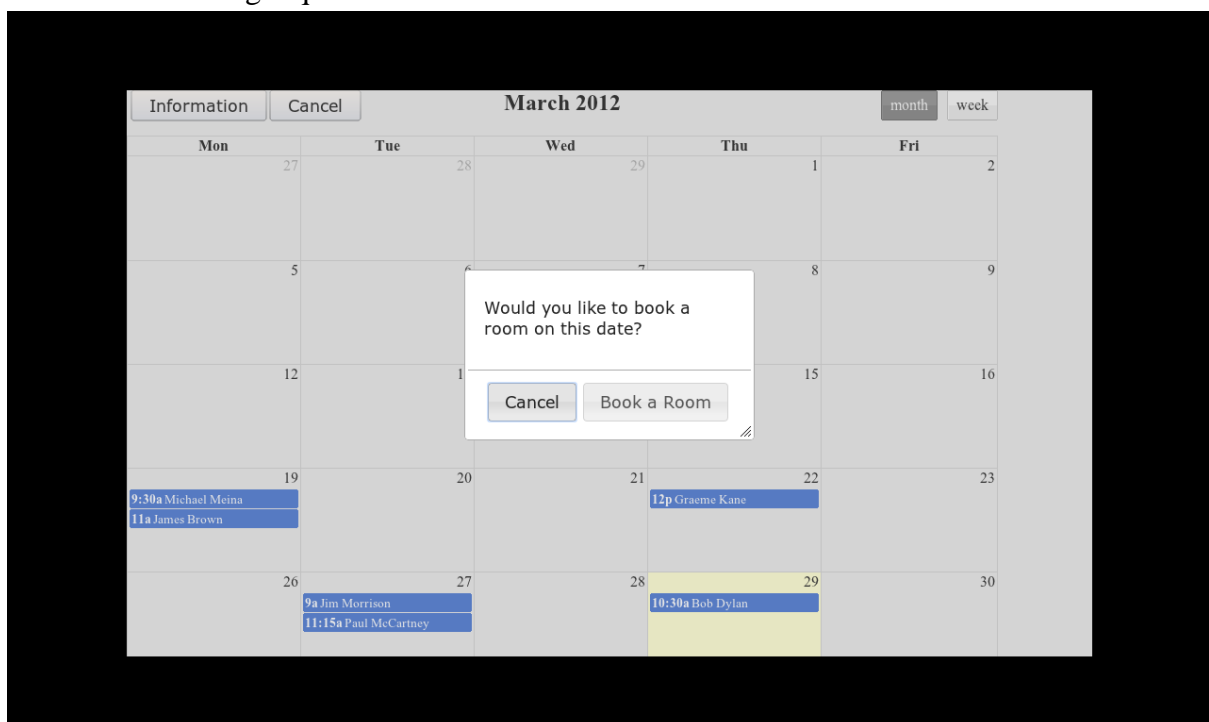 Information Cancel March 2012 month week
Mon Tue Wed Thu Fri
27 28 29 1 2
5 6 7 8 9
Would you like to book a
room on this date?
12 1 15 16
Cancel Book a Room
19 20 21 22 23
9:30a Michael Meina 12p Graeme Kane
11a James Brown
26 27 28 29 30
9a Jim Morrison 10:30a Bob Dylan
11:15a Paul McCartney